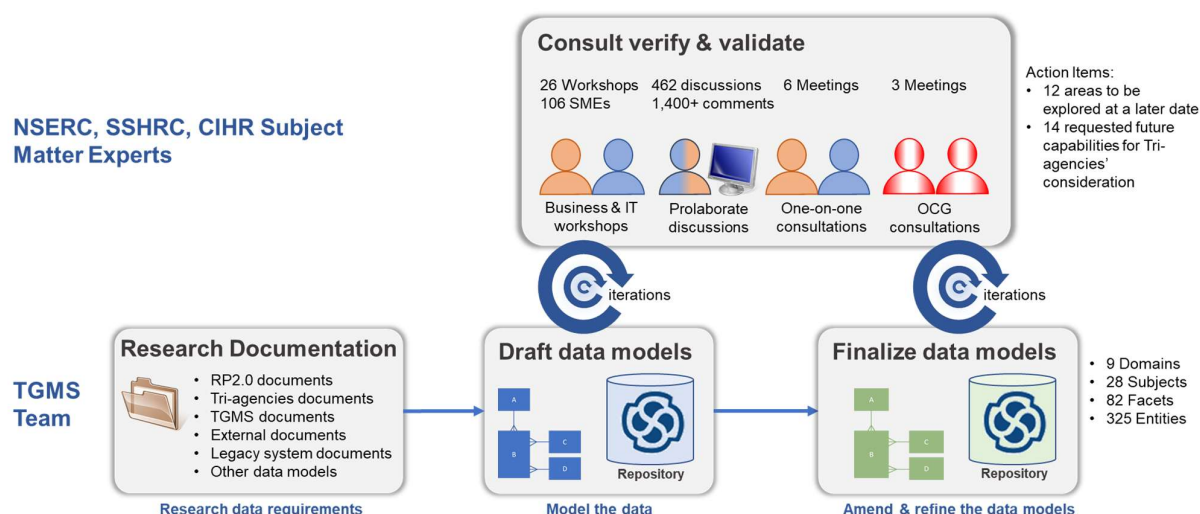 Consult verify & validate
26 Workshops
106 SMEs
462 discussions
1,400+ comments
6 Meetings
3 Meetings
Action Items:
• 12 areas to be
explored at a later date
• 14 requested future
capabilities for Tri-
agencies'
consideration
NSERC, SSHRC, CIHR Subject
Matter Experts
Business & IT
workshops
Prolaborate
discussions
One-on-one
consultations
OCG
consultations
iterations
iterations
TGMS
Team
Research Documentation
• RP2.0 documents
• Tri-agencies documents
• TGMS documents
• External documents
• Legacy system documents
• Other data models
Research data requirements
Draft data models
A
B
C
D
Repository
Model the data
Finalize data models
A
B
C
D
Repository
Amend & refine the data models
• 9 Domains
• 28 Subjects
• 82 Facets
• 325 Entities